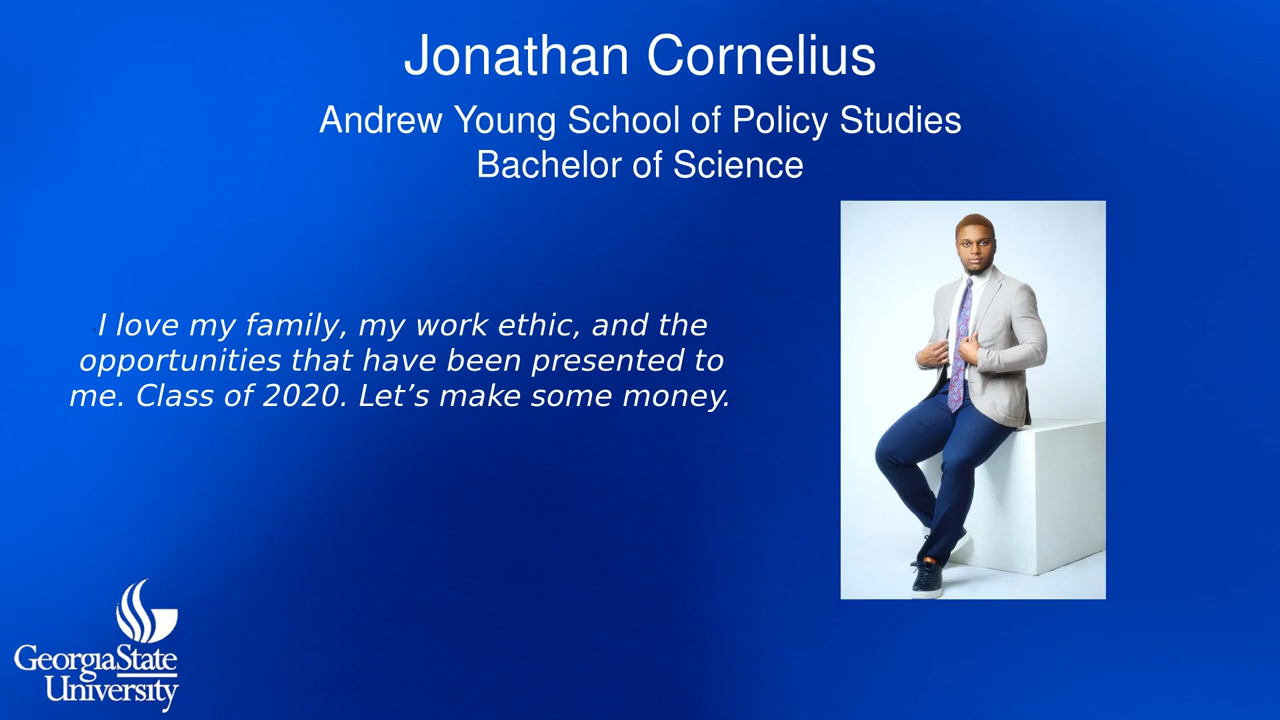 Jonathan Cornelius
Andrew Young School of Policy Studies
Bachelor of Science
I love my family, my work ethic, and the
opportunities that have been presented to
me. Class of 2020. Let’s make some money.
GeorgiaState
University